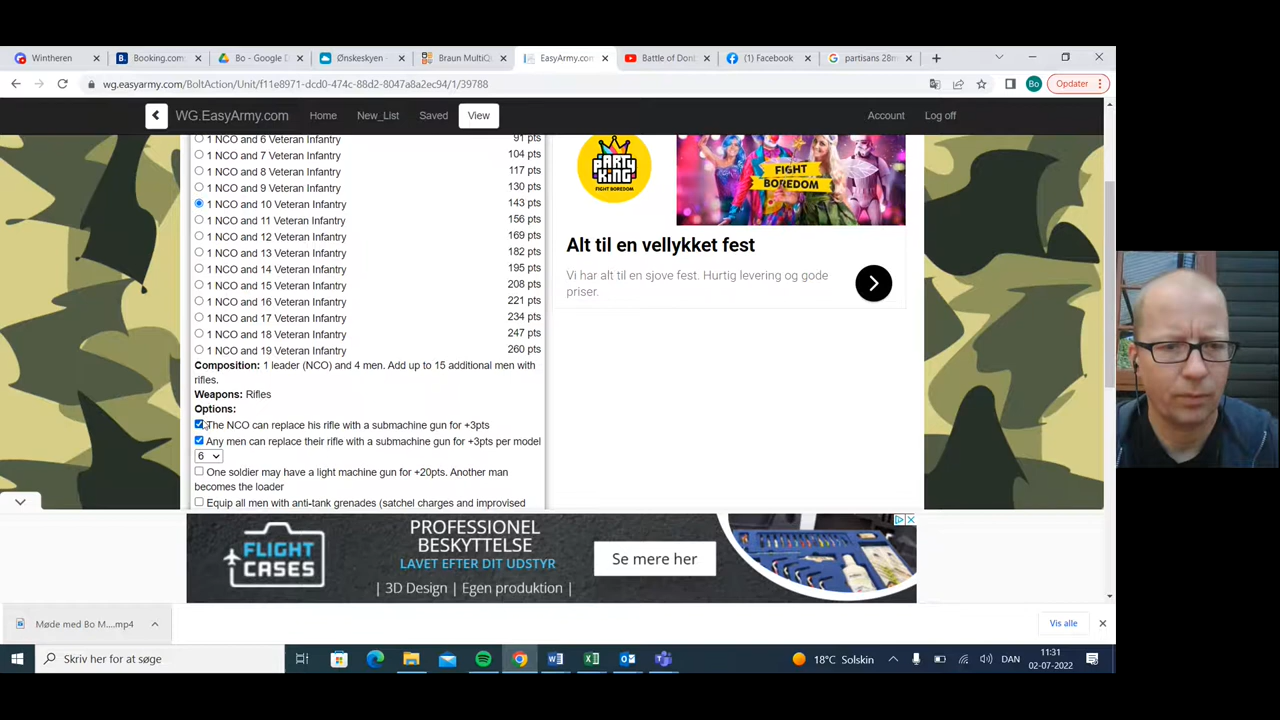 Wintheren
Booking.com
Bo - Google D
Ønskeskyen -
Braun MultiQ
EasyArmy.com
Battle of Donb
(1) Facebook
partisans 28m
wg.easyarmy.com/BoltAction/Unit/f11e8971-dcd0-474c-88d2-8047a8a2ec94/1/39788
Bo
Opdater
WG.EasyArmy.com
Home
New_List
Saved
View
Account
Log off
1 NCO and 6 Veteran Infantry 91 pts
1 NCO and 7 Veteran Infantry 104 pts
1 NCO and 8 Veteran Infantry 117 pts
1 NCO and 9 Veteran Infantry 130 pts
1 NCO and 10 Veteran Infantry 143 pts
1 NCO and 11 Veteran Infantry 156 pts
1 NCO and 12 Veteran Infantry 169 pts
1 NCO and 13 Veteran Infantry 182 pts
1 NCO and 14 Veteran Infantry 195 pts
1 NCO and 15 Veteran Infantry 208 pts
1 NCO and 16 Veteran Infantry 221 pts
1 NCO and 17 Veteran Infantry 234 pts
1 NCO and 18 Veteran Infantry 247 pts
1 NCO and 19 Veteran Infantry 260 pts
Composition: 1 leader (NCO) and 4 men. Add up to 15 additional men with
rifles.
Weapons: Rifles
Options:
The NCO can replace his rifle with a submachine gun for +3pts
Any men can replace their rifle with a submachine gun for +3pts per model
6
One soldier may have a light machine gun for +20pts. Another man
becomes the loader
Equip all men with anti-tank grenades (satchel charges and improvised
PARTY
KING
FIGHT BOREDOM
FIGHT
BOREDOM
Alt til en vellykket fest
Vi har alt til en sjove fest. Hurtig levering og gode
priser.
FLIGHT
CASES
PROFESSIONEL
BESKYTTELSE
LAVET EFTER DIT UDSTYR
| 3D Design | Egen produktion |
Se mere her
Møde med Bo M....mp4
Vis alle
Skriv her for at søge
18°C Solskin
DAN
11:31
02-07-2022